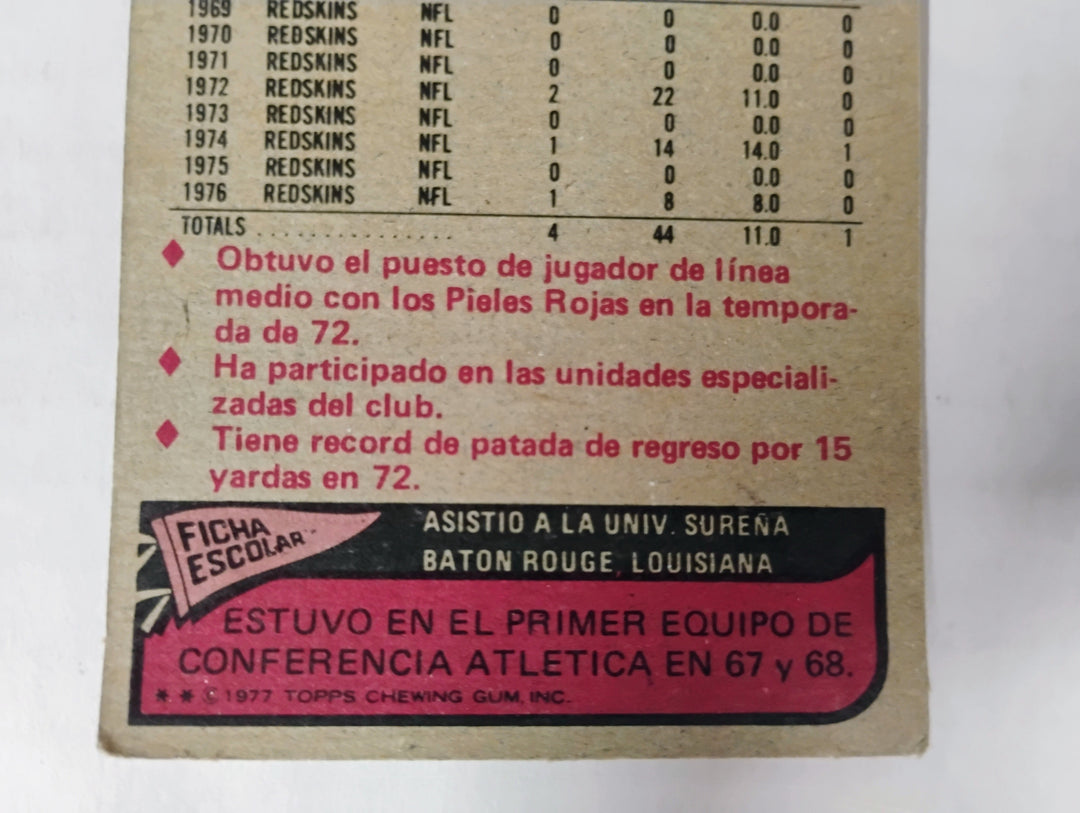 1969 REDSKINS NFL 0 0 0.0 0
1970 REDSKINS NFL 0 0 0.0 0
1971 REDSKINS NFL 0 0 0.0 0
1972 REDSKINS NFL 2 22 11.0 0
1973 REDSKINS NFL 0 0 0.0 0
1974 REDSKINS NFL 1 14 14.0 1
1975 REDSKINS NFL 0 0 0.0 0
1976 REDSKINS NFL 1 8 8.0 0
TOTALS ................ 4 44 11.0 1
♦ Obtuvo el puesto de jugador de línea
medio con los Pieles Rojas en la tempora-
da de 72.
♦ Ha participado en las unidades especiali-
zadas del club.
♦ Tiene record de patada de regreso por 15
yardas en 72.
FICHA
ESCOLAR
ASISTIO A LA UNIV. SUREÑA
BATON ROUGE, LOUISIANA
ESTUVO EN EL PRIMER EQUIPO DE
CONFERENCIA ATLETICA EN 67 y 68.
* * © 1977 TOPPS CHEWING GUM, INC.